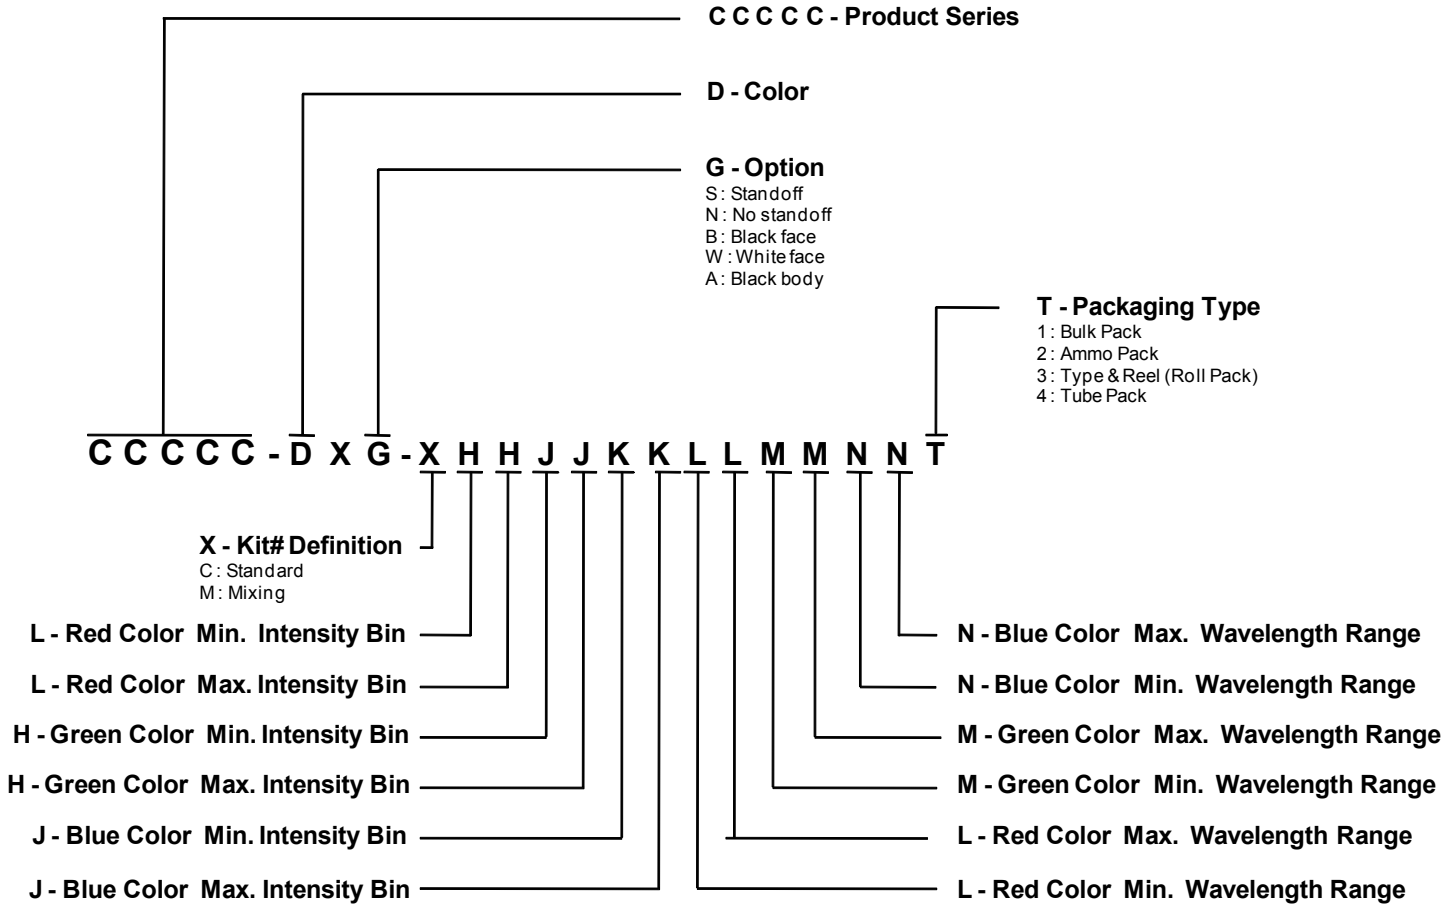 C C C C C - Product Series
D - Color
G - Option
S : Standoff
N : No standoff
B : Black face
W : White face
A : Black body
T - Packaging Type
1 : Bulk Pack
2 : Ammo Pack
3 : Type & Reel (Roll Pack)
4 : Tube Pack
C C C C C - D X G - X H H J J K K L L M M N N T
X - Kit# Definition
C : Standard
M : Mixing
L - Red Color Min. Intensity Bin
L - Red Color Max. Intensity Bin
H - Green Color Min. Intensity Bin
H - Green Color Max. Intensity Bin
J - Blue Color Min. Intensity Bin
J - Blue Color Max. Intensity Bin
N - Blue Color Max. Wavelength Range
N - Blue Color Min. Wavelength Range
M - Green Color Max. Wavelength Range
M - Green Color Min. Wavelength Range
L - Red Color Max. Wavelength Range
L - Red Color Min. Wavelength Range